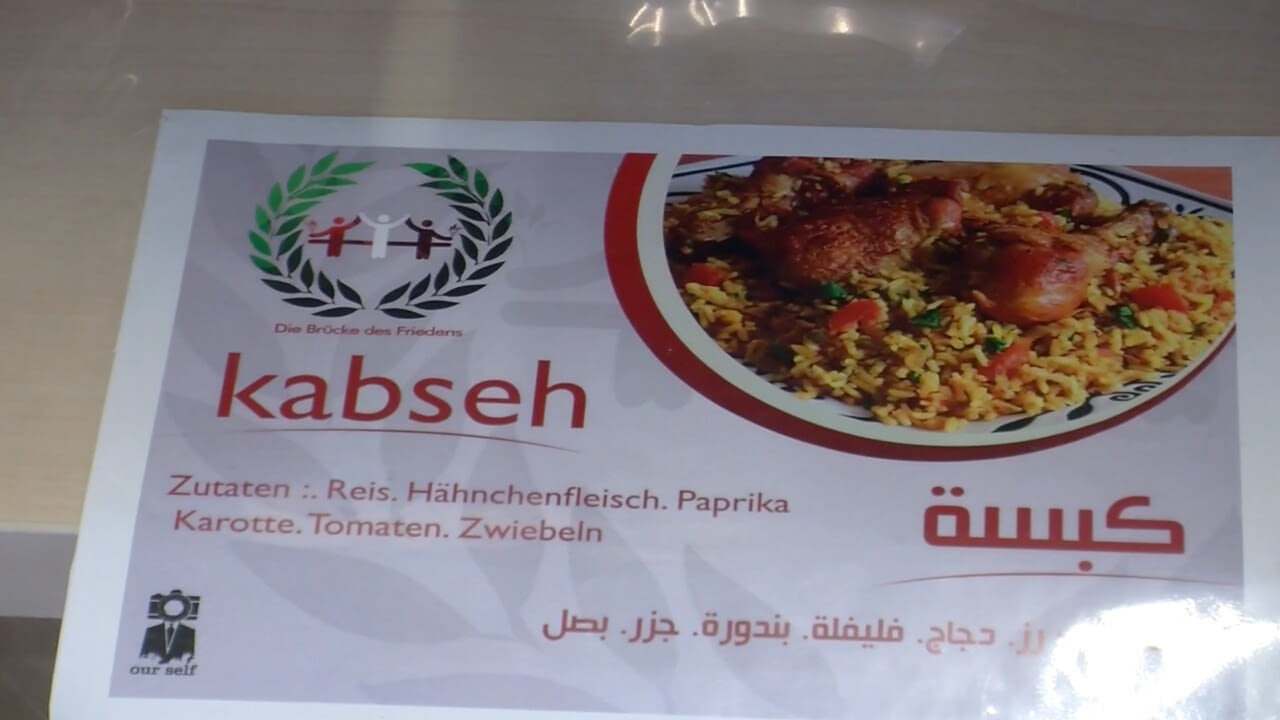 Die Brücke des Friedens
kabseh
Zutaten :. Reis. Hähnchenfleisch. Paprika
Karotte. Tomaten. Zwiebeln
كبسة
رز. دجاج. فليفلة. بندورة. جزر. بصل
our self